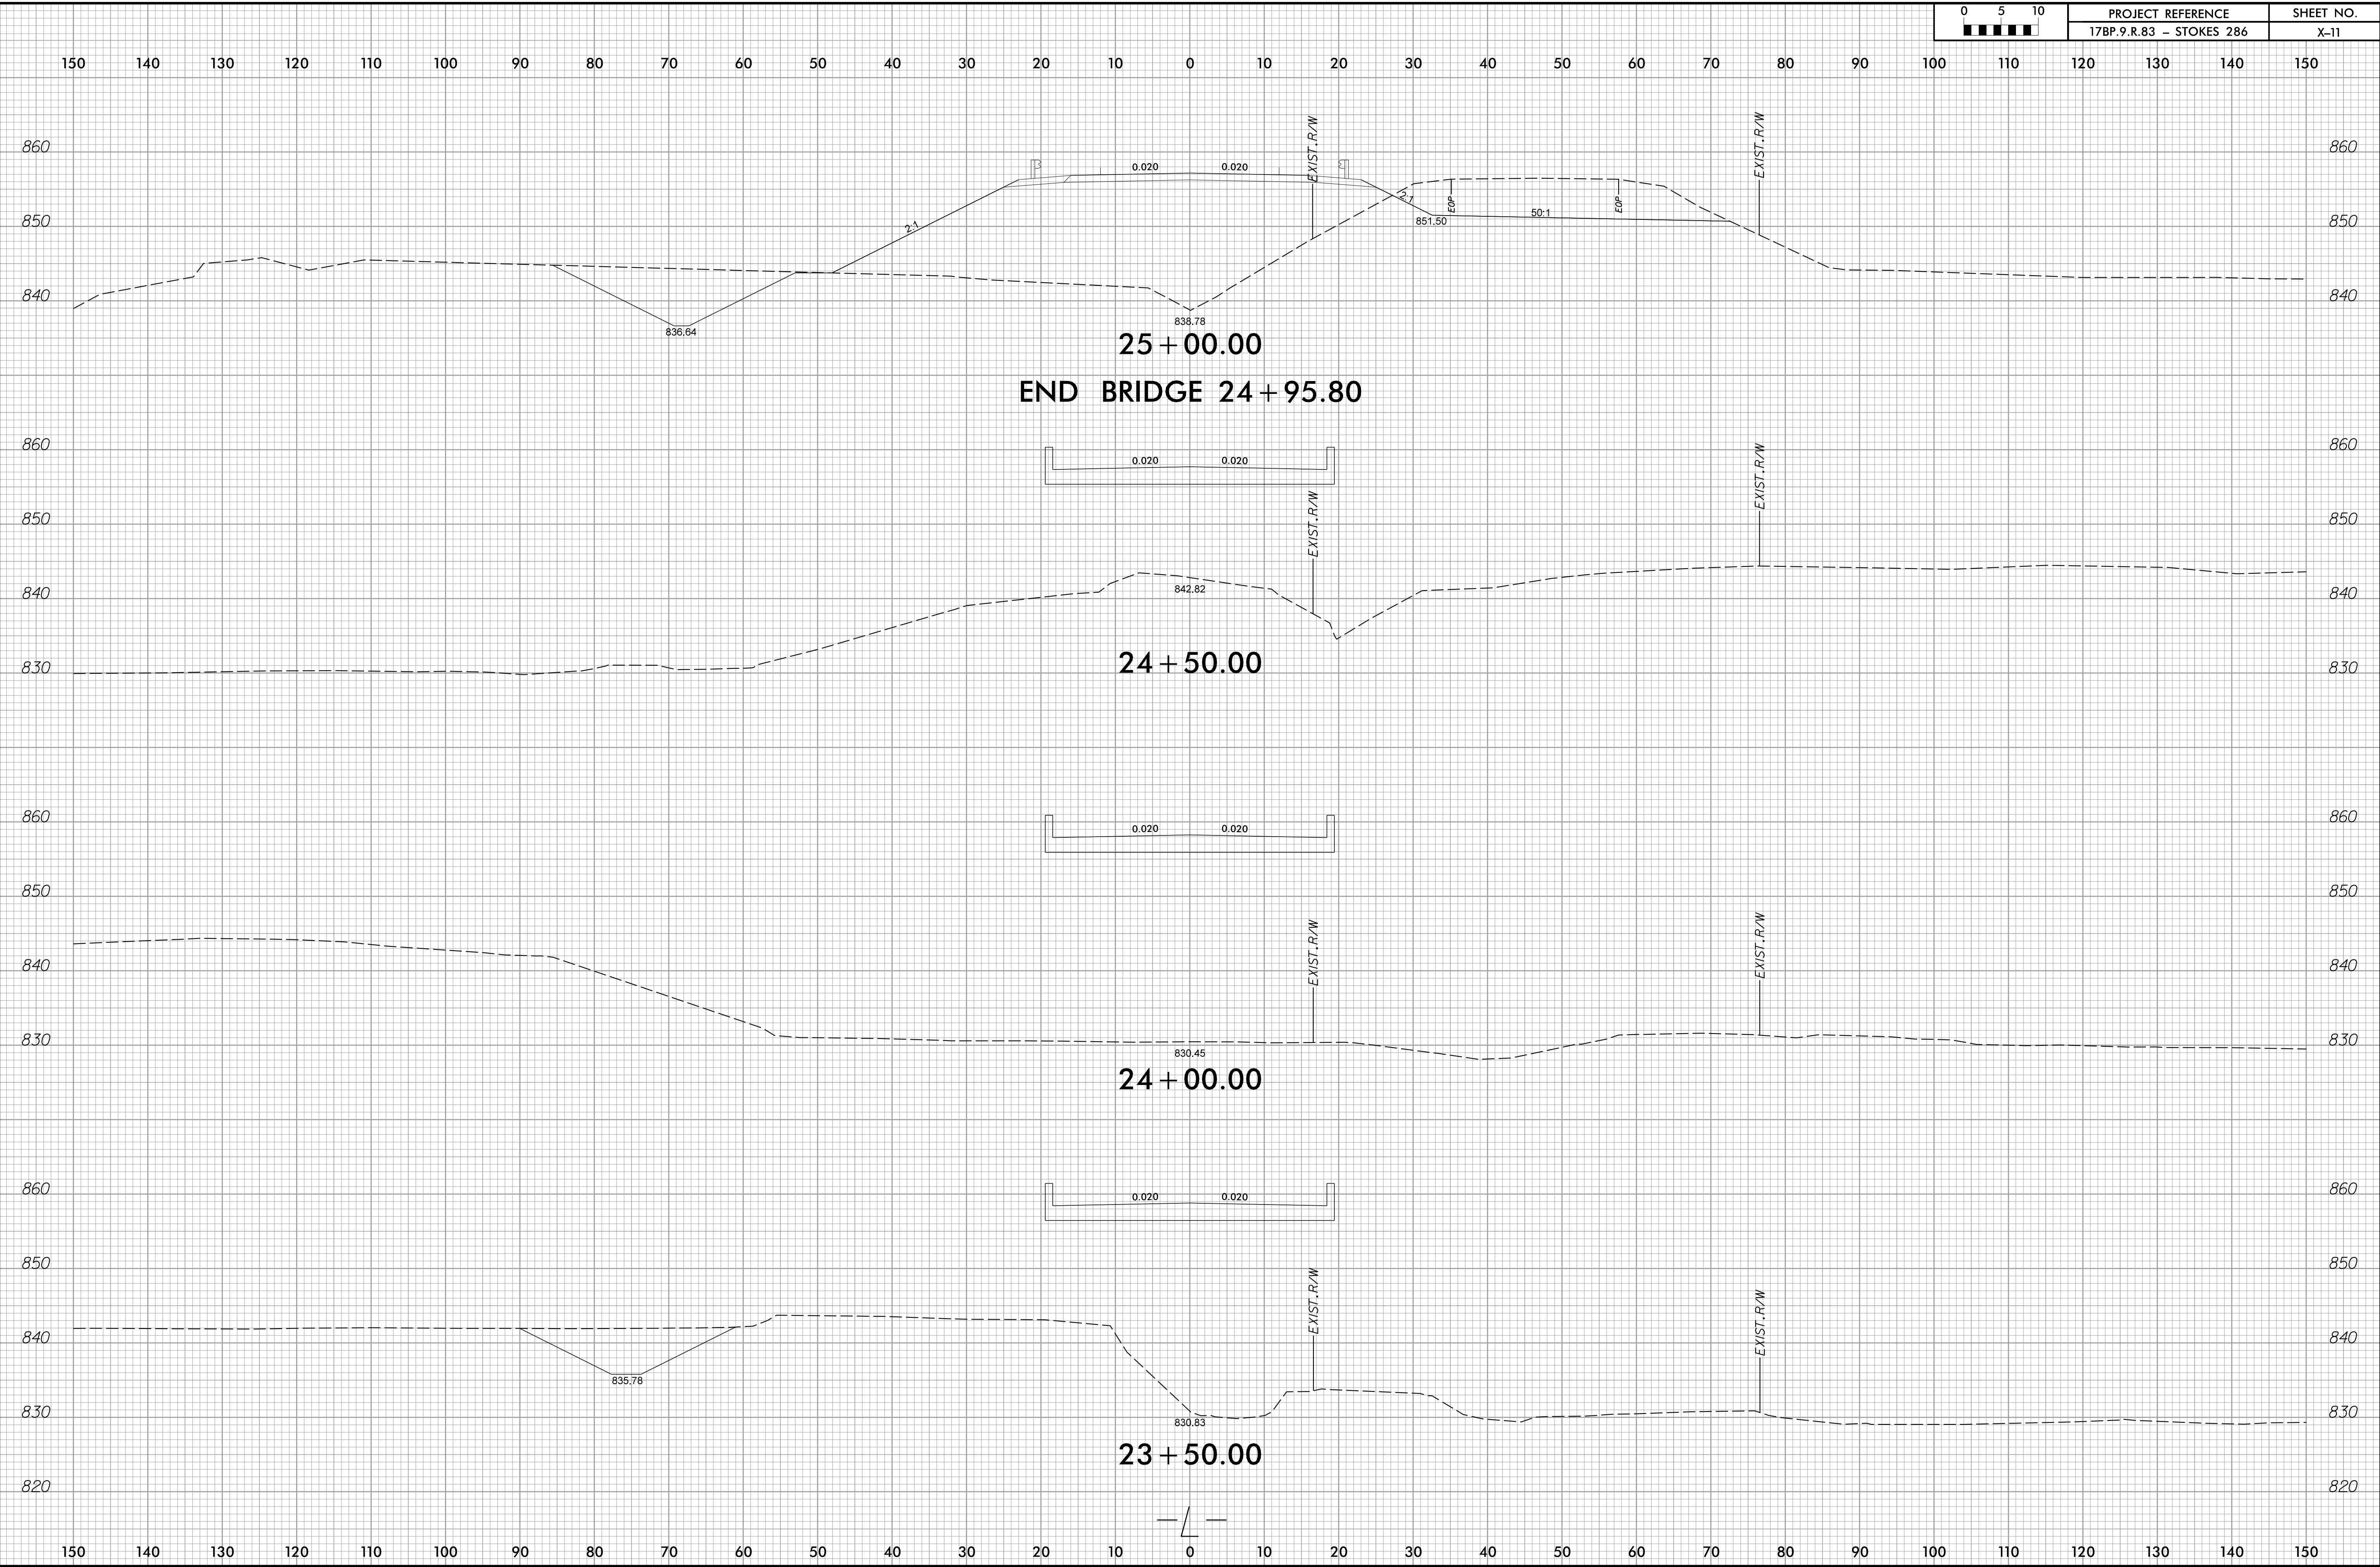 0 5 10
PROJECT REFERENCE SHEET NO.
17BP.9.R.83 – STOKES 286 X–11
150 140 130 120 110 100 90 80 70 60 50 40 30 20 10 0 10 20 30 40 50 60 70 80 90 100 110 120 130 140 150
EXIST.R/W EXIST.R/W
860 860
0.020 0.020
2:1 EOP EOP
850 2:1 851.50 50:1 850
840 840
836.64 838.78
25+00.00
END BRIDGE 24+95.80
860 EXIST.R/W 860
0.020 0.020
850 EXIST.R/W 850
840 842.82 840
830 24+50.00 830
860 860
0.020 0.020
850 850
EXIST.R/W EXIST.R/W
840 840
830 830
830.45
24+00.00
860 860
0.020 0.020
850 850
EXIST.R/W EXIST.R/W
840 840
835.78
830 830
830.83
23+50.00
820 820
–L–
150 140 130 120 110 100 90 80 70 60 50 40 30 20 10 0 10 20 30 40 50 60 70 80 90 100 110 120 130 140 150